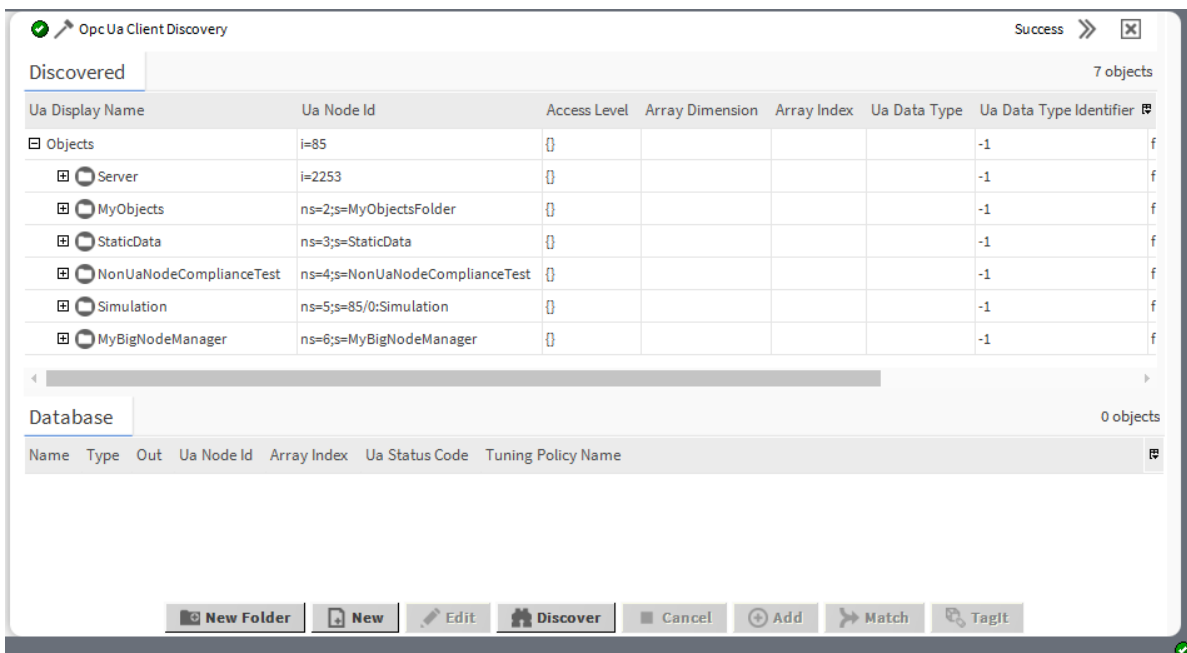 Opc Ua Client Discovery Success
Discovered 7 objects
Ua Display Name Ua Node Id Access Level Array Dimension Array Index Ua Data Type Ua Data Type Identifier
Objects i=85 {} -1 f
Server i=2253 {} -1 f
MyObjects ns=2;s=MyObjectsFolder {} -1 f
StaticData ns=3;s=StaticData {} -1 f
NonUaNodeComplianceTest ns=4;s=NonUaNodeComplianceTest {} -1 f
Simulation ns=5;s=85/0:Simulation {} -1 f
MyBigNodeManager ns=6;s=MyBigNodeManager {} -1 f
Database 0 objects
Name Type Out Ua Node Id Array Index Ua Status Code Tuning Policy Name
New Folder New Edit Discover Cancel Add Match TagIt